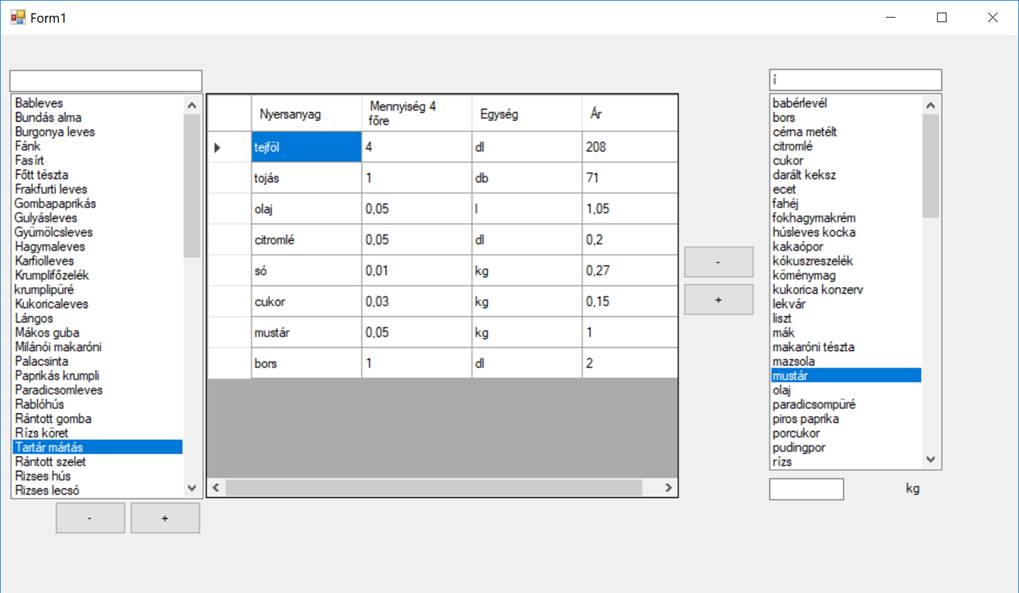 Form1
Bableves
Bundás alma
Burgonya leves
Fánk
Fasírt
Főtt tészta
Frakfurti leves
Gombapaprikás
Gulyásleves
Gyümölcsleves
Hagymaleves
Karfiolleves
Krumplifőzelék
krumplipüré
Kukoricaleves
Lángos
Mákos guba
Milánói makaróni
Palacsinta
Paprikás krumpli
Paradicsomleves
Rablóhús
Rántott gomba
Rízs köret
Tartár mártás
Rántott szelet
Rizses hús
Rizses lecsó
-
+
Nyersanyag Mennyiség 4 főre Egység Ár
tejföl 4 dl 208
tojás 1 db 71
olaj 0,05 l 1,05
citromlé 0,05 dl 0,2
só 0,01 kg 0,27
cukor 0,03 kg 0,15
mustár 0,05 kg 1
bors 1 dl 2
-
+
í
babérlevél
bors
cérna metélt
citromlé
cukor
darált keksz
ecet
fahéj
fokhagymakrém
húsleves kocka
kakaópor
kókuszreszelék
köménymag
kukorica konzerv
lekvár
liszt
mák
makaróni tészta
mazsola
mustár
olaj
paradicsompüré
piros paprika
porcukor
pudingpor
rízs
kg